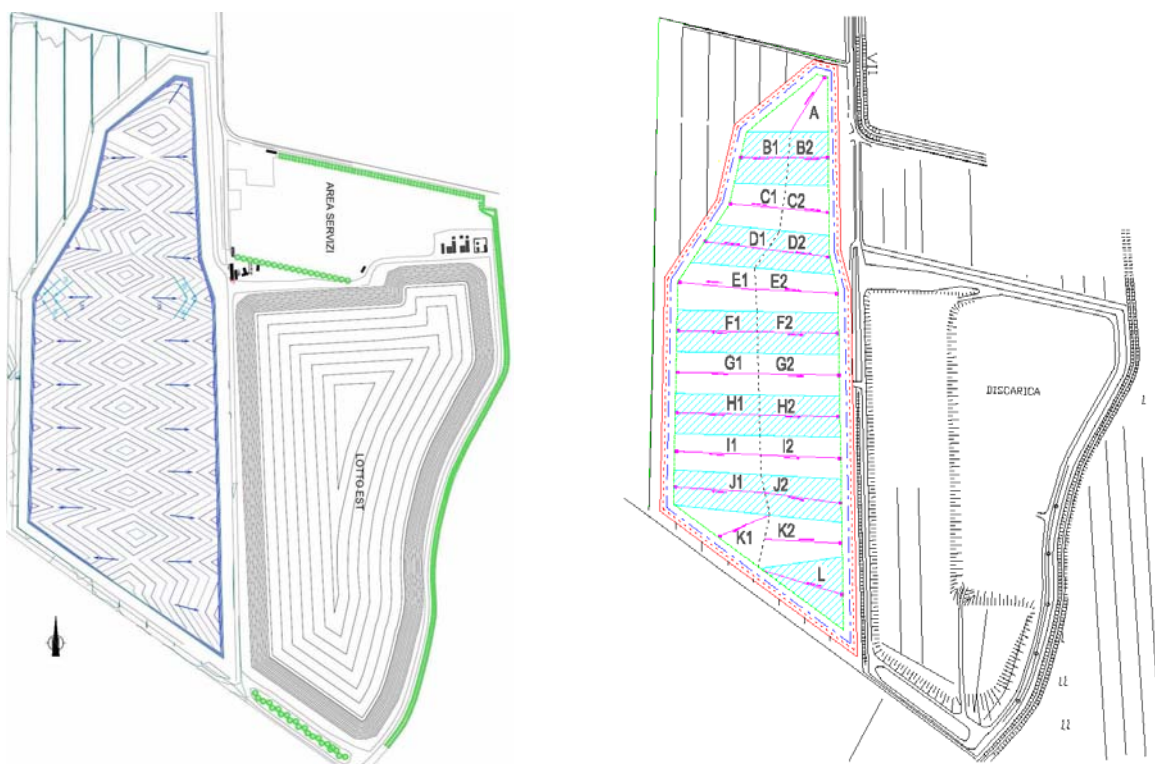 AREA SERVIZI
LOTTO EST
A
B1 B2
C1 C2
D1 D2
E1 E2
F1 F2
G1 G2
H1 H2
I1 I2
J1 J2
K1 K2
L
DISCARICA